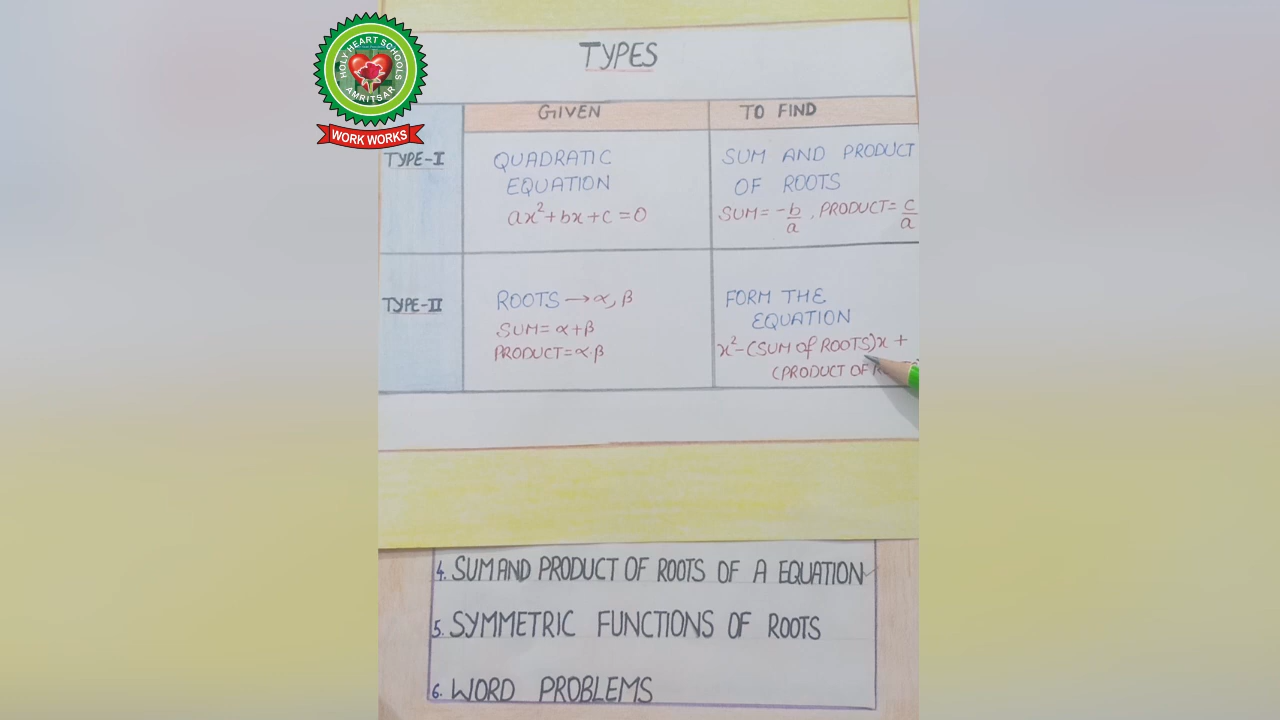 HOLY HEART SCHOOLS
AMRITSAR
WORK WORKS
TYPES
GIVEN
TO FIND
TYPE-I
QUADRATIC
EQUATION
ax²+bx+c=0
SUM AND PRODUCT
OF ROOTS
SUM = -b/a, PRODUCT = c/a
TYPE-II
ROOTS → α, β
SUM = α+β
PRODUCT = α.β
FORM THE
EQUATION
x²-(SUM of ROOTS)x +
(PRODUCT OF
4. SUM AND PRODUCT OF ROOTS OF A EQUATION
5. SYMMETRIC FUNCTIONS OF ROOTS
6. WORD PROBLEMS